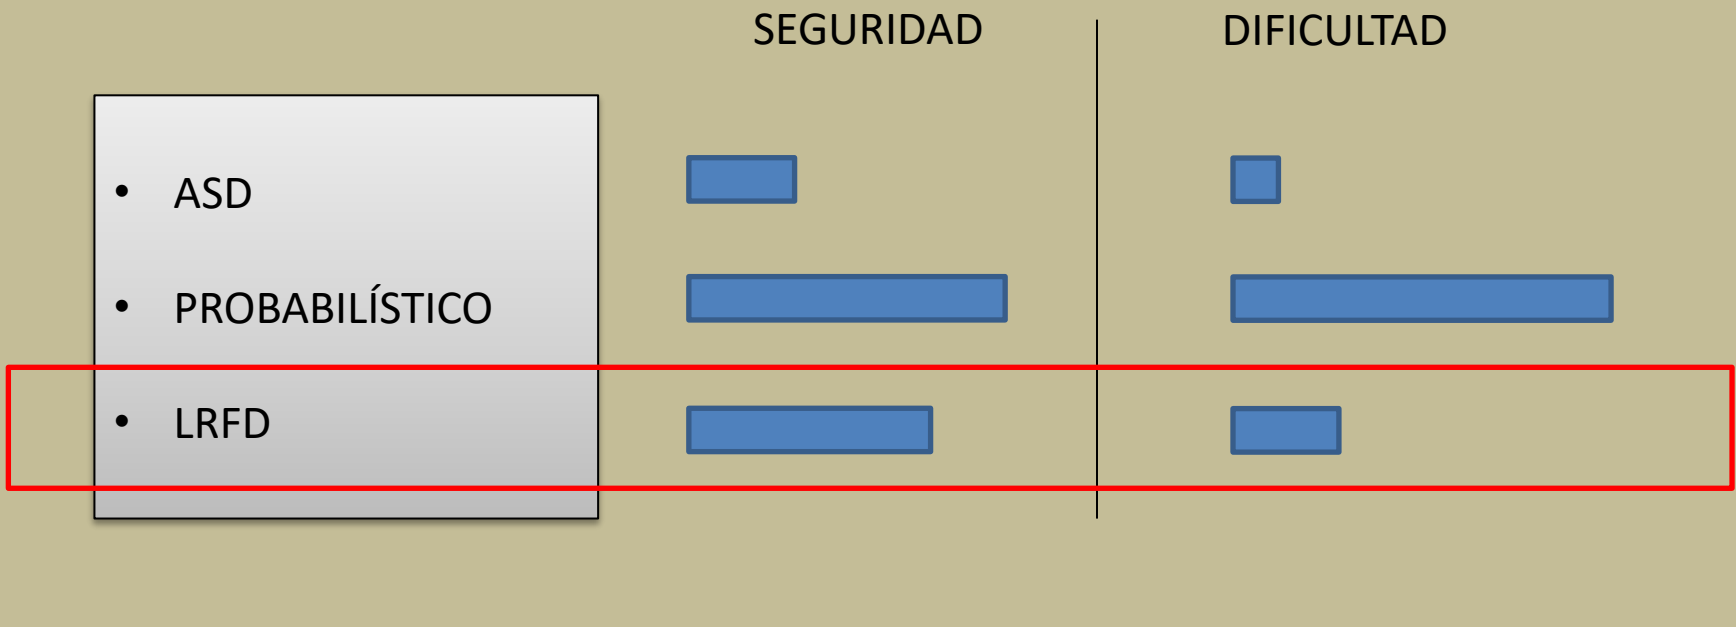 SEGURIDAD
DIFICULTAD
• ASD
• PROBABILÍSTICO
• LRFD